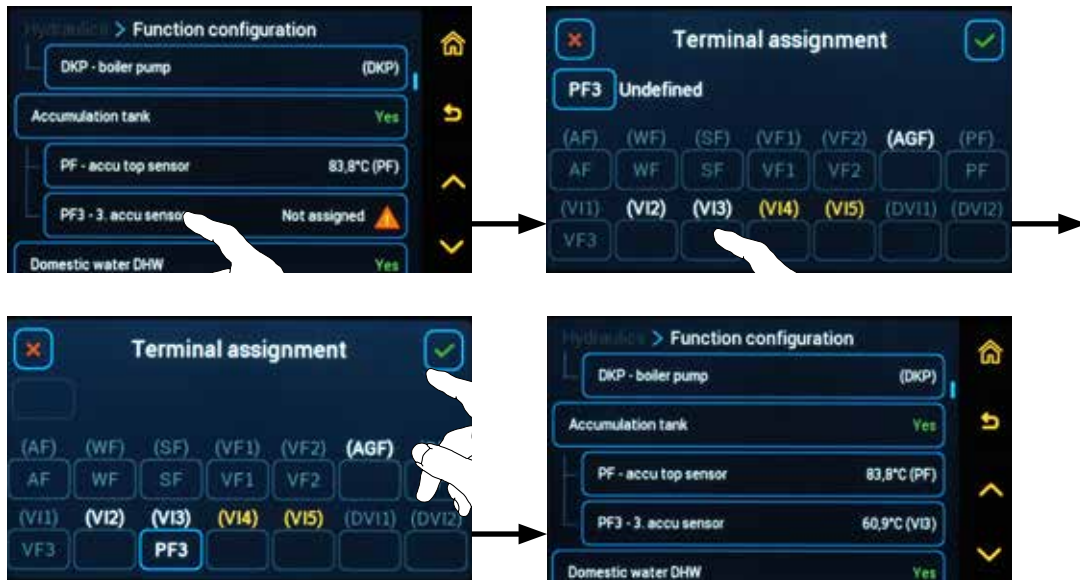 Hydraulics > Function configuration
DKP - boiler pump (DKP)
Accumulation tank Yes
PF - accu top sensor 83,8°C (PF)
PF3 - 3. accu sensor Not assigned
Domestic water DHW Yes
Terminal assignment
PF3 Undefined
(AF) (WF) (SF) (VF1) (VF2) (AGF) (PF)
AF WF SF VF1 VF2 PF
(VI1) (VI2) (VI3) (VI4) (VI5) (DVI1) (DVI2)
VF3
Terminal assignment
(AF) (WF) (SF) (VF1) (VF2) (AGF)
AF WF SF VF1 VF2
(VI1) (VI2) (VI3) (VI4) (VI5) (DVI1) (DVI2)
VF3 PF3
Hydraulics > Function configuration
DKP - boiler pump (DKP)
Accumulation tank Yes
PF - accu top sensor 83,8°C (PF)
PF3 - 3. accu sensor 60,9°C (VI3)
Domestic water DHW Yes